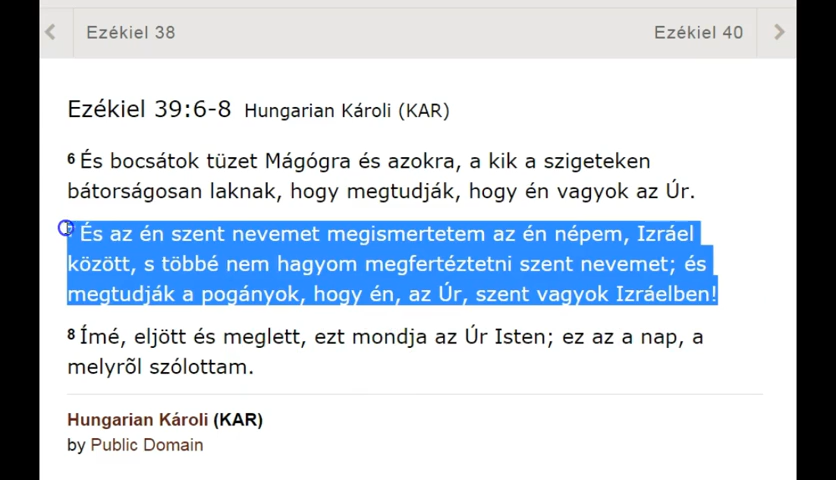 Ezékiel 38 Ezékiel 40
Ezékiel 39:6-8 Hungarian Károli (KAR)
6 És bocsátok tüzet Mágógra és azokra, a kik a szigeteken
bátorságosan laknak, hogy megtudják, hogy én vagyok az Úr.
És az én szent nevemet megismertetem az én népem, Izráel
között, s többé nem hagyom megfertéztetni szent nevemet; és
megtudják a pogányok, hogy én, az Úr, szent vagyok Izráelben!
8 Ímé, eljött és meglett, ezt mondja az Úr Isten; ez az a nap, a
melyrõl szólottam.
Hungarian Károli (KAR)
by Public Domain